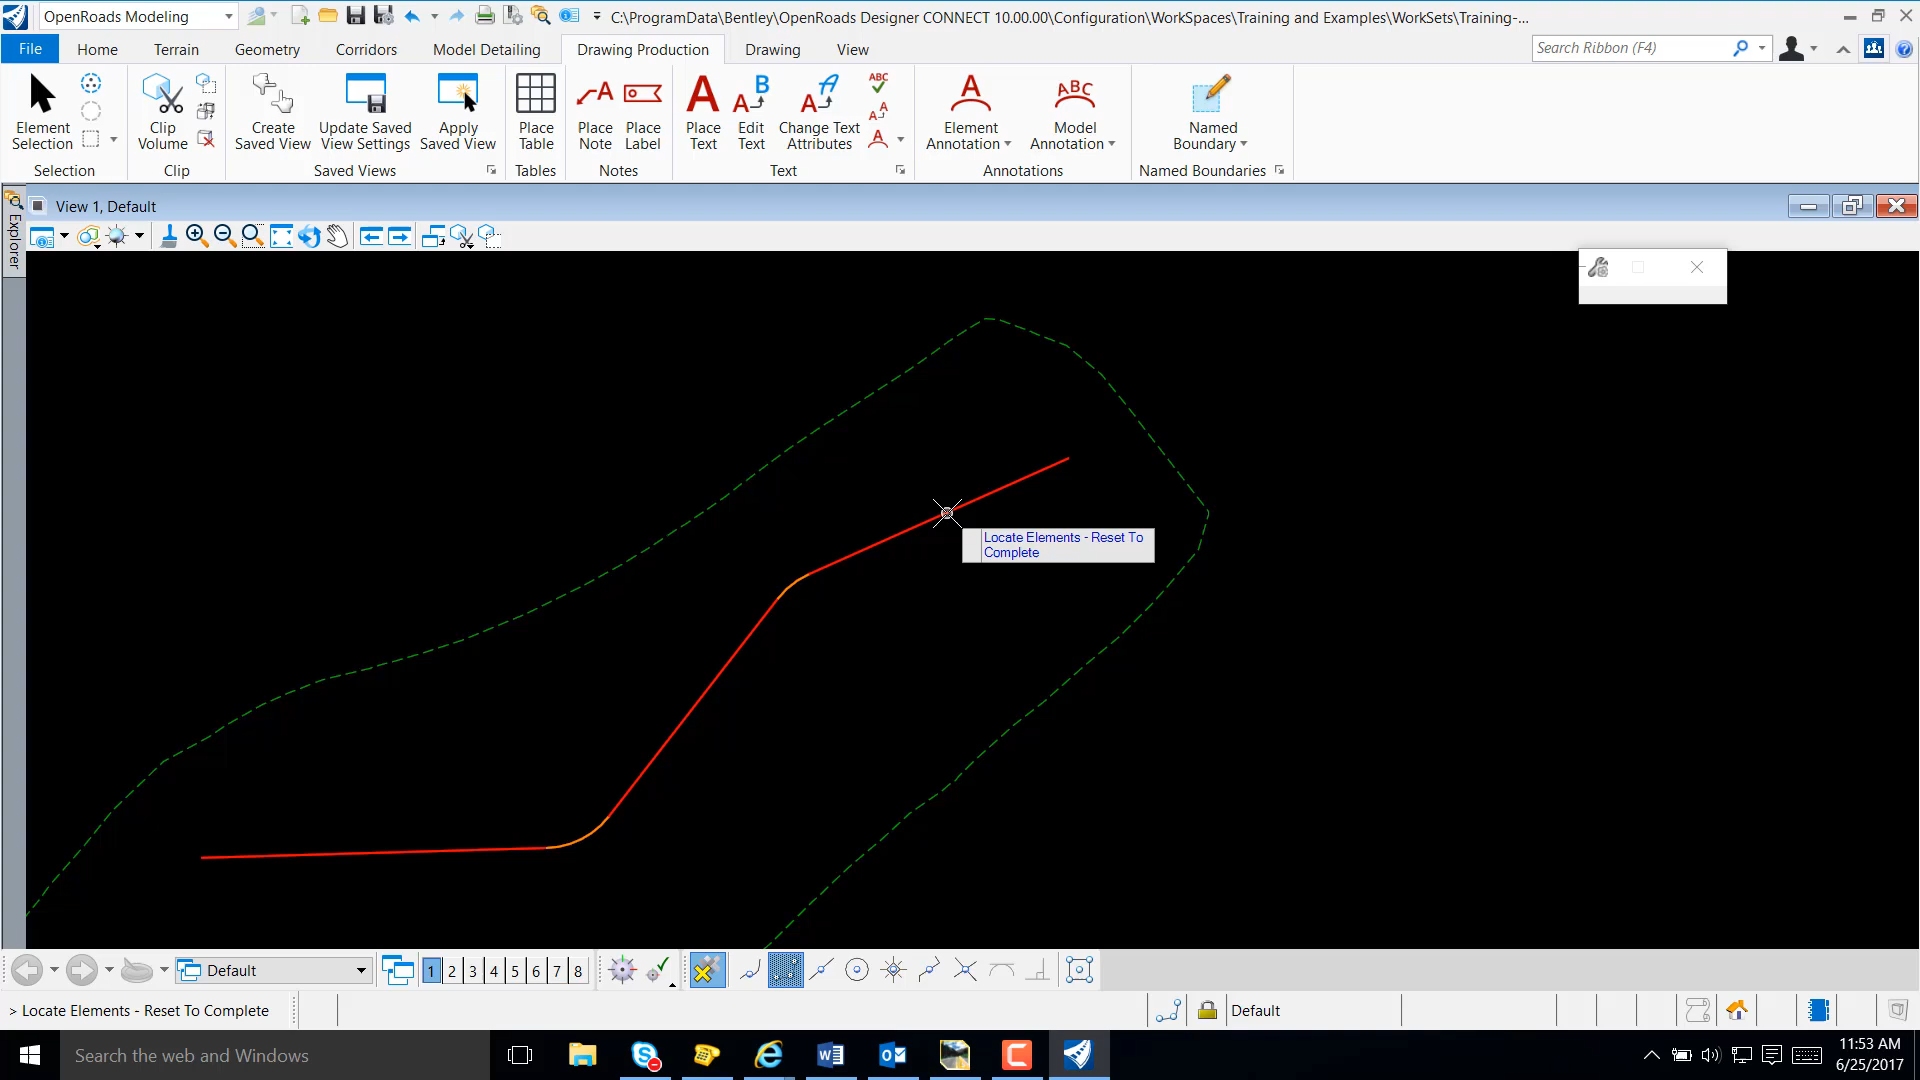 OpenRoads Modeling
C:\ProgramData\Bentley\OpenRoads Designer CONNECT 10.00.00\Configuration\WorkSpaces\Training and Examples\WorkSets\Training-...
File Home Terrain Geometry Corridors Model Detailing Drawing Production Drawing View
Search Ribbon (F4)
Element Selection
Clip Volume
Create Saved View
Update Saved View Settings
Apply Saved View
Place Table
Place Note
Place Label
Place Text
Edit Text
Change Text Attributes
Element Annotation
Model Annotation
Named Boundary
Selection Clip Saved Views Tables Notes Text Annotations Named Boundaries
View 1, Default
Explorer
Locate Elements - Reset To
Complete
Default
1 2 3 4 5 6 7 8
> Locate Elements - Reset To Complete
Default
Search the web and Windows
11:53 AM
6/25/2017